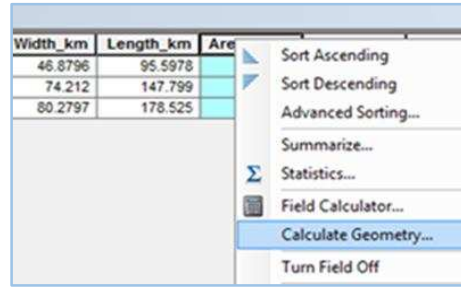 Width_km Length_km Are
46.8796 95.5978
74.212 147.799
80.2797 178.525
Sort Ascending
Sort Descending
Advanced Sorting...
Summarize...
Σ Statistics...
Field Calculator...
Calculate Geometry...
Turn Field Off